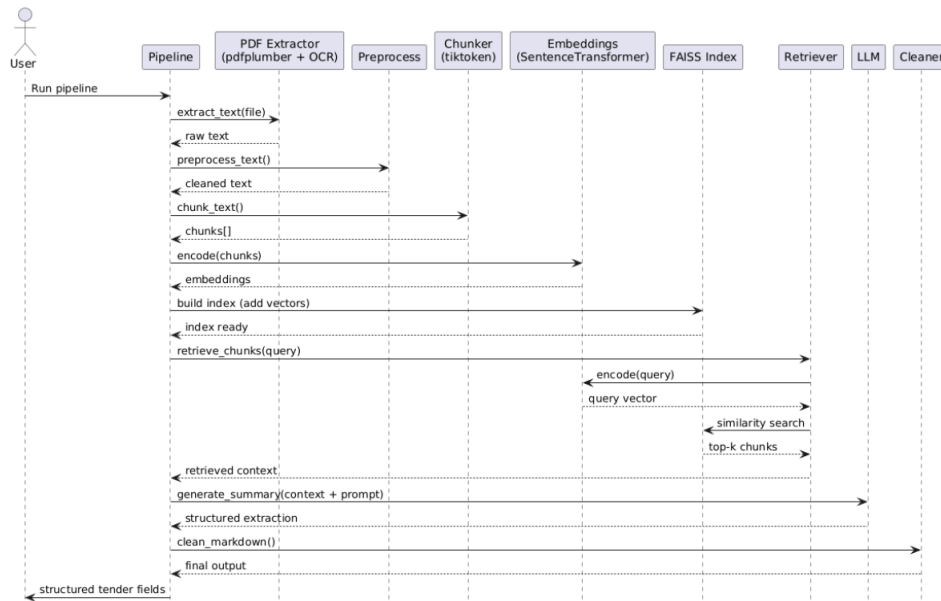 User
Pipeline
PDF Extractor
(pdfplumber + OCR)
Preprocess
Chunker
(tiktoken)
Embeddings
(SentenceTransformer)
FAISS Index
Retriever
LLM
Cleaner
Run pipeline
extract_text(file)
raw text
preprocess_text()
cleaned text
chunk_text()
chunks[]
encode(chunks)
embeddings
build index (add vectors)
index ready
retrieve_chunks(query)
encode(query)
query vector
similarity search
top-k chunks
retrieved context
generate_summary(context + prompt)
structured extraction
clean_markdown()
final output
structured tender fields